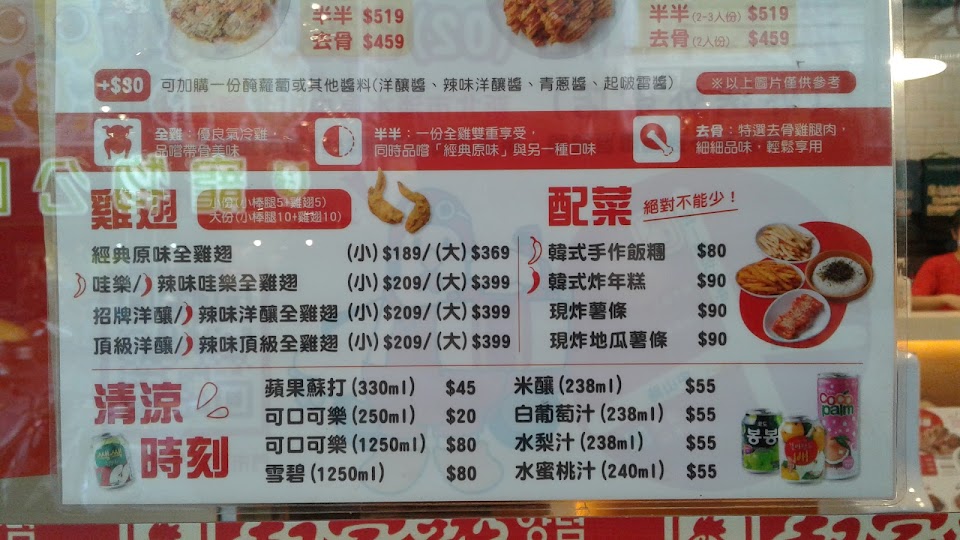 半半 $519
去骨 $459
半半(2-3人份) $519
去骨(2人份) $459
+$80 可加購一份醃蘿蔔或其他醬料(洋釀醬、辣味洋釀醬、青蔥醬、起啵雷醬) ※以上圖片僅供參考
全雞：優良氣冷雞，
品嚐帶骨美味
半半：一份全雞雙重享受，
同時品嚐「經典原味」與另一種口味
去骨：特選去骨雞腿肉，
細細品味，輕鬆享用
雞翅
小份(小棒腿5+雞翅5)
大份(小棒腿10+雞翅10)
經典原味全雞翅 (小)$189/(大)$369
哇樂/辣味哇樂全雞翅 (小)$209/(大)$399
招牌洋釀/辣味洋釀全雞翅 (小)$209/(大)$399
頂級洋釀/辣味頂級全雞翅 (小)$209/(大)$399
配菜 絕對不能少！
韓式手作飯糰 $80
韓式炸年糕 $90
現炸薯條 $90
現炸地瓜薯條 $90
清涼
時刻
蘋果蘇打(330ml) $45
可口可樂(250ml) $20
可口可樂(1250ml) $80
雪碧(1250ml) $80
米釀(238ml) $55
白葡萄汁(238ml) $55
水梨汁(238ml) $55
水蜜桃汁(240ml) $55
봉봉
배
CoCo
palm